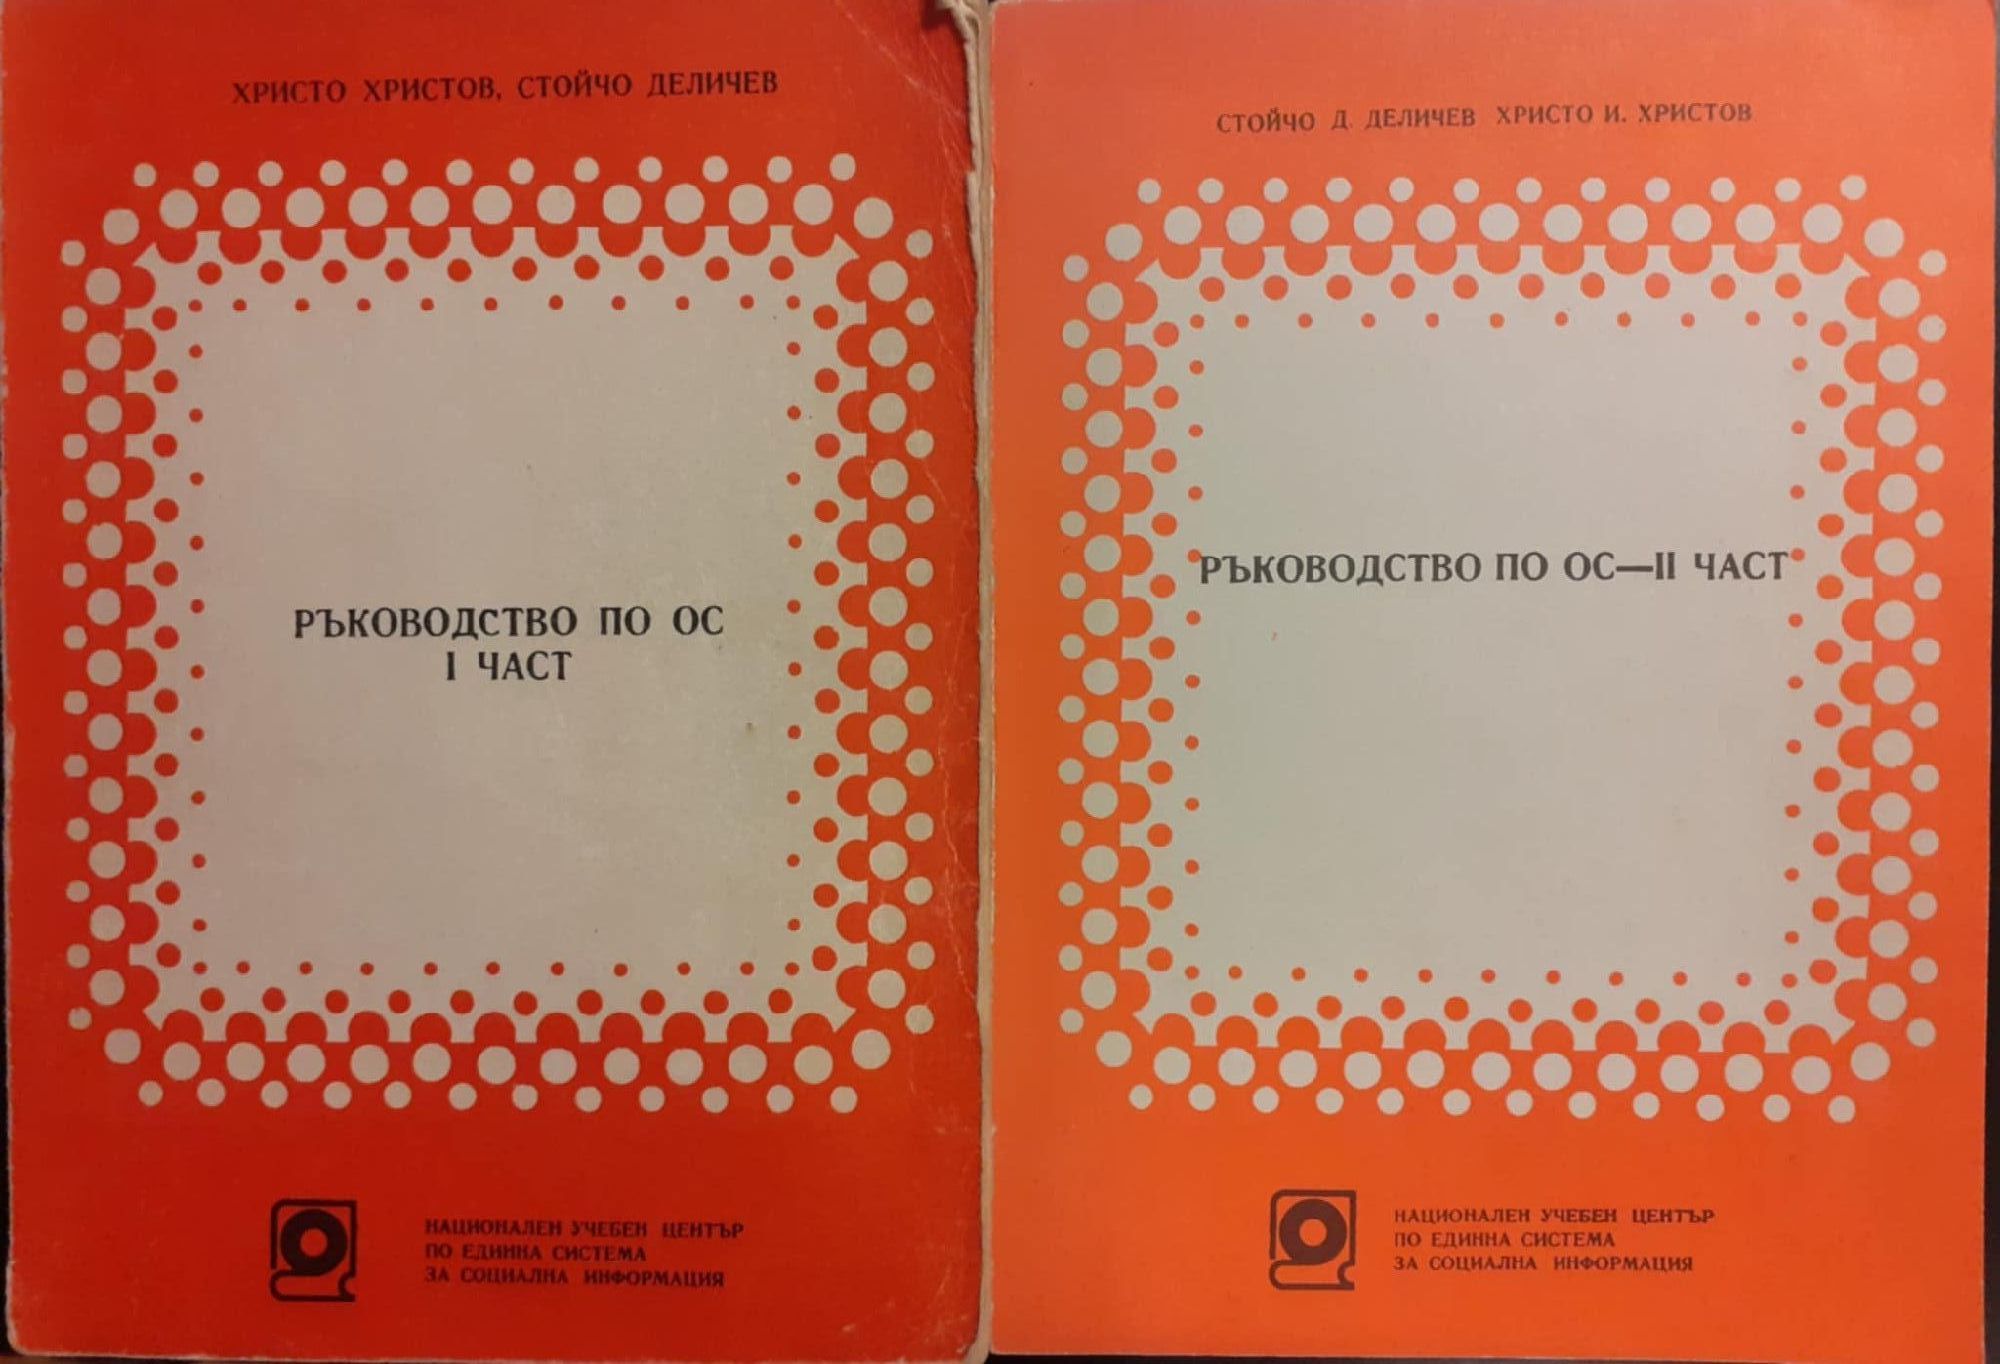 ХРИСТО ХРИСТОВ, СТОЙЧО ДЕЛИЧЕВ
РЪКОВОДСТВО ПО ОС
I ЧАСТ
НАЦИОНАЛЕН УЧЕБЕН ЦЕНТЪР
ПО ЕДИННА СИСТЕМА
ЗА СОЦИАЛНА ИНФОРМАЦИЯ
СТОЙЧО Д. ДЕЛИЧЕВ ХРИСТО И. ХРИСТОВ
РЪКОВОДСТВО ПО ОС—II ЧАСТ
НАЦИОНАЛЕН УЧЕБЕН ЦЕНТЪР
ПО ЕДИННА СИСТЕМА
ЗА СОЦИАЛНА ИНФОРМАЦИЯ